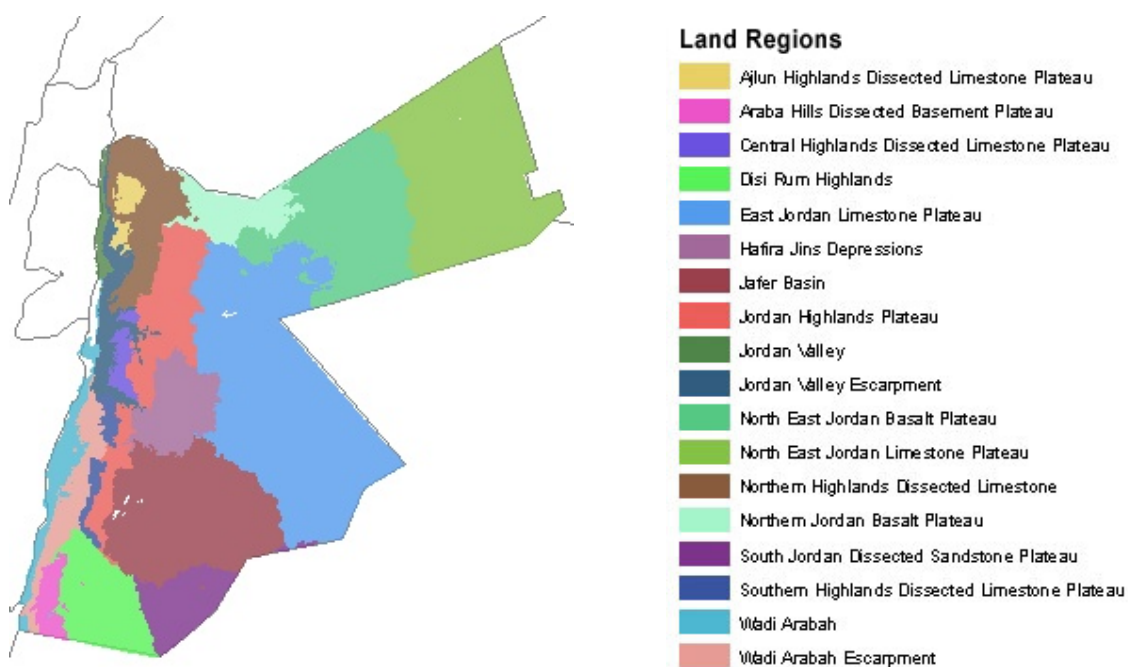 Land Regions
Ajlun Highlands Dissected Limestone Plateau
Araba Hills Dissected Basement Plateau
Central Highlands Dissected Limestone Plateau
Disi Rum Highlands
East Jordan Limestone Plateau
Hafira Jins Depressions
Jafer Basin
Jordan Highlands Plateau
Jordan Valley
Jordan Valley Escarpment
North East Jordan Basalt Plateau
North East Jordan Limestone Plateau
Northern Highlands Dissected Limestone
Northern Jordan Basalt Plateau
South Jordan Dissected Sandstone Plateau
Southern Highlands Dissected Limestone Plateau
Wadi Arabah
Wadi Arabah Escarpment